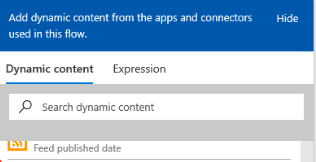 Add dynamic content from the apps and connectors Hide
used in this flow.
Dynamic content Expression
Search dynamic content
Feed published date